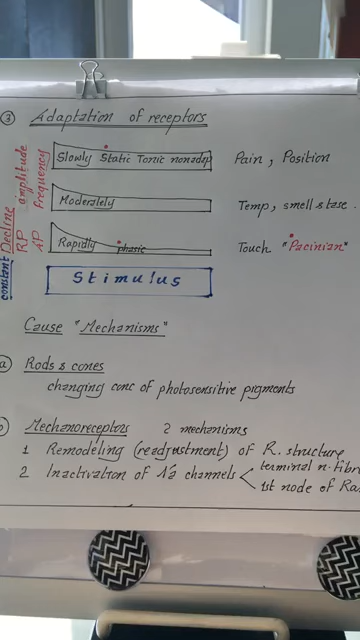 ③ Adaptation of receptors
Slowly Static Tonic nonadap Pain, Position
Moderately Temp, smell & tase.
Rapidly phasic Touch "Pacinian"
Stimulus
constant
Decline
RP amplitude
AP Frequency
Cause "Mechanisms"
a Rods & cones
changing conc of photosensitive pigments
Mechanoreceptors 2 mechanisms
1 Remodeling (readjustment) of R. structure
2 Inactivation of Na channels < terminal n. Fibre
1st node of Ra